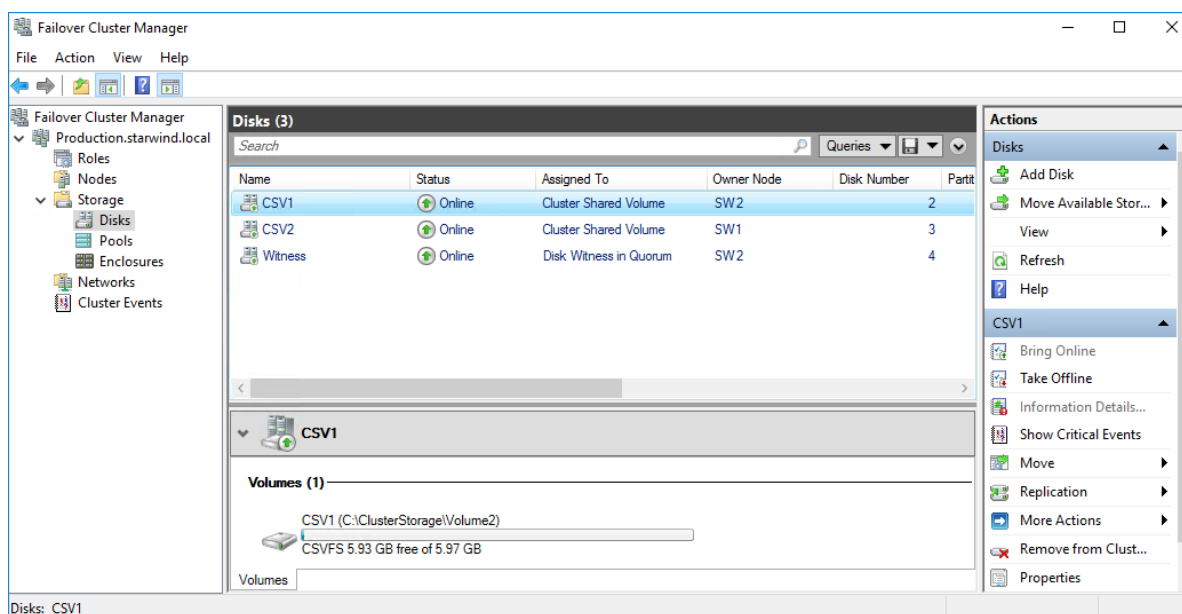 Failover Cluster Manager
File Action View Help
Failover Cluster Manager
Production.starwind.local
Roles
Nodes
Storage
Disks
Pools
Enclosures
Networks
Cluster Events
Disks (3)
Search
Queries
Name Status Assigned To Owner Node Disk Number Partit
CSV1 Online Cluster Shared Volume SW2 2
CSV2 Online Cluster Shared Volume SW1 3
Witness Online Disk Witness in Quorum SW2 4
CSV1
Volumes (1)
CSV1 (C:\ClusterStorage\Volume2)
CSVFS 5.93 GB free of 5.97 GB
Volumes
Actions
Disks
Add Disk
Move Available Stor...
View
Refresh
Help
CSV1
Bring Online
Take Offline
Information Details...
Show Critical Events
Move
Replication
More Actions
Remove from Clust...
Properties
Disks: CSV1